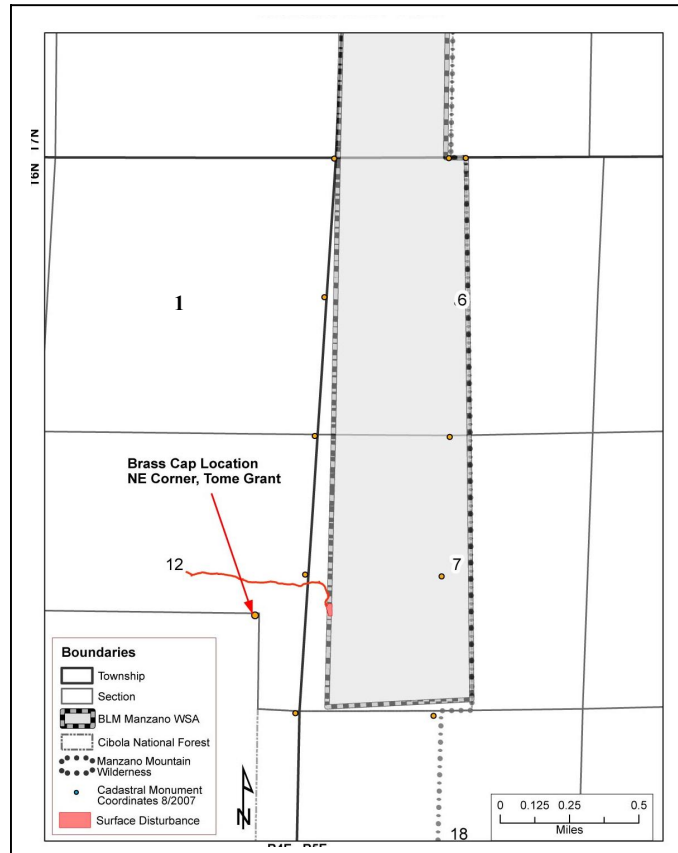 T7N
T6N
1
6
Brass Cap Location
NE Corner, Tome Grant
12
7
Boundaries
Township
Section
BLM Manzano WSA
Cibola National Forest
Manzano Mountain
Wilderness
Cadastral Monument
Coordinates 8/2007
Surface Disturbance
N
0 0.125 0.25 0.5
Miles
18
R4E R5E